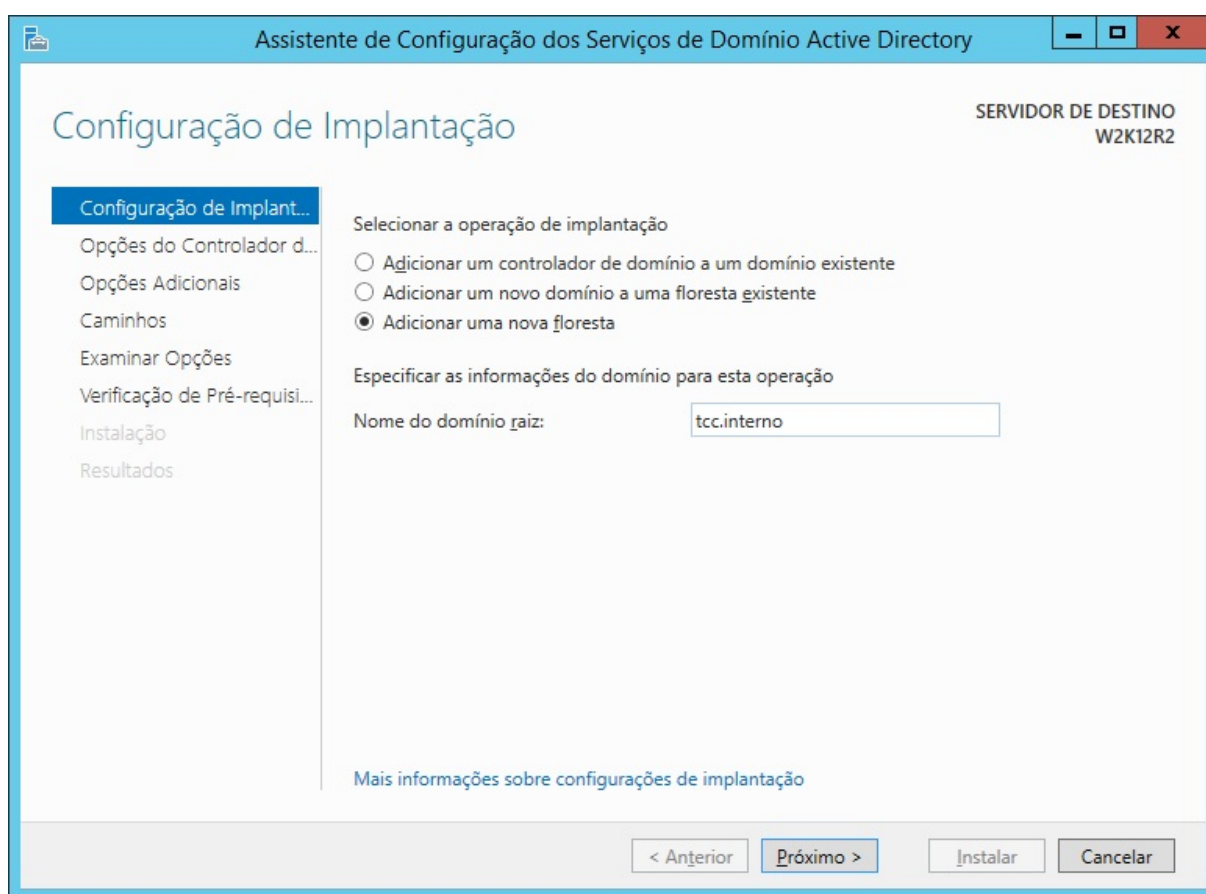 Assistente de Configuração dos Serviços de Domínio Active Directory
Configuração de Implantação
SERVIDOR DE DESTINO
W2K12R2
Configuração de Implant...
Opções do Controlador d...
Opções Adicionais
Caminhos
Examinar Opções
Verificação de Pré-requisi...
Instalação
Resultados
Selecionar a operação de implantação
Adicionar um controlador de domínio a um domínio existente
Adicionar um novo domínio a uma floresta existente
Adicionar uma nova floresta
Especificar as informações do domínio para esta operação
Nome do domínio raiz: tcc.interno
Mais informações sobre configurações de implantação
< Anterior Próximo > Instalar Cancelar